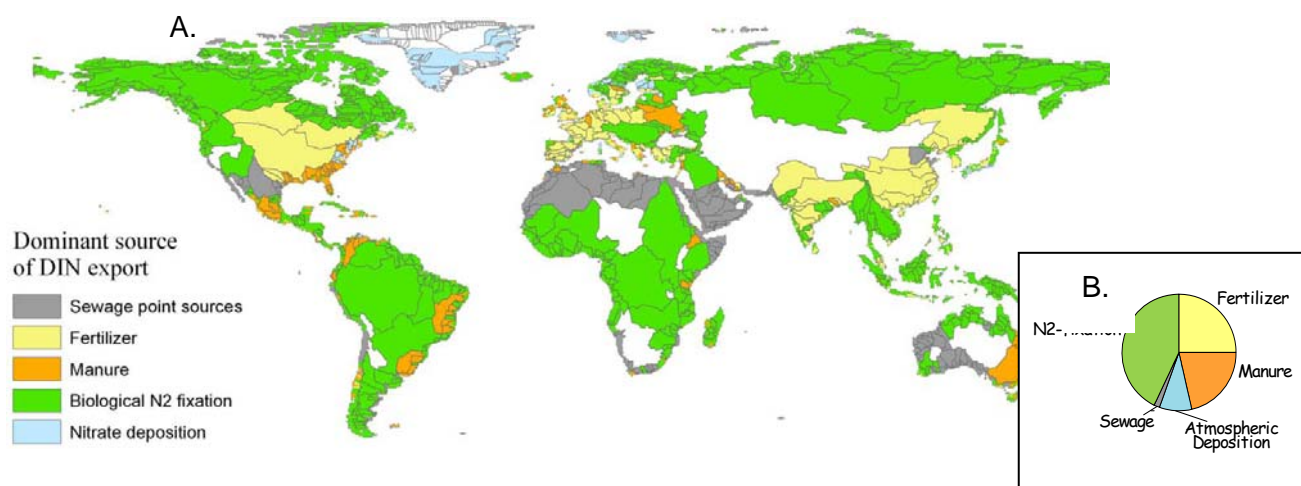 A.
Dominant source
of DIN export
Sewage point sources
Fertilizer
Manure
Biological N2 fixation
Nitrate deposition
B.
Fertilizer
Manure
Atmospheric
Deposition
Sewage